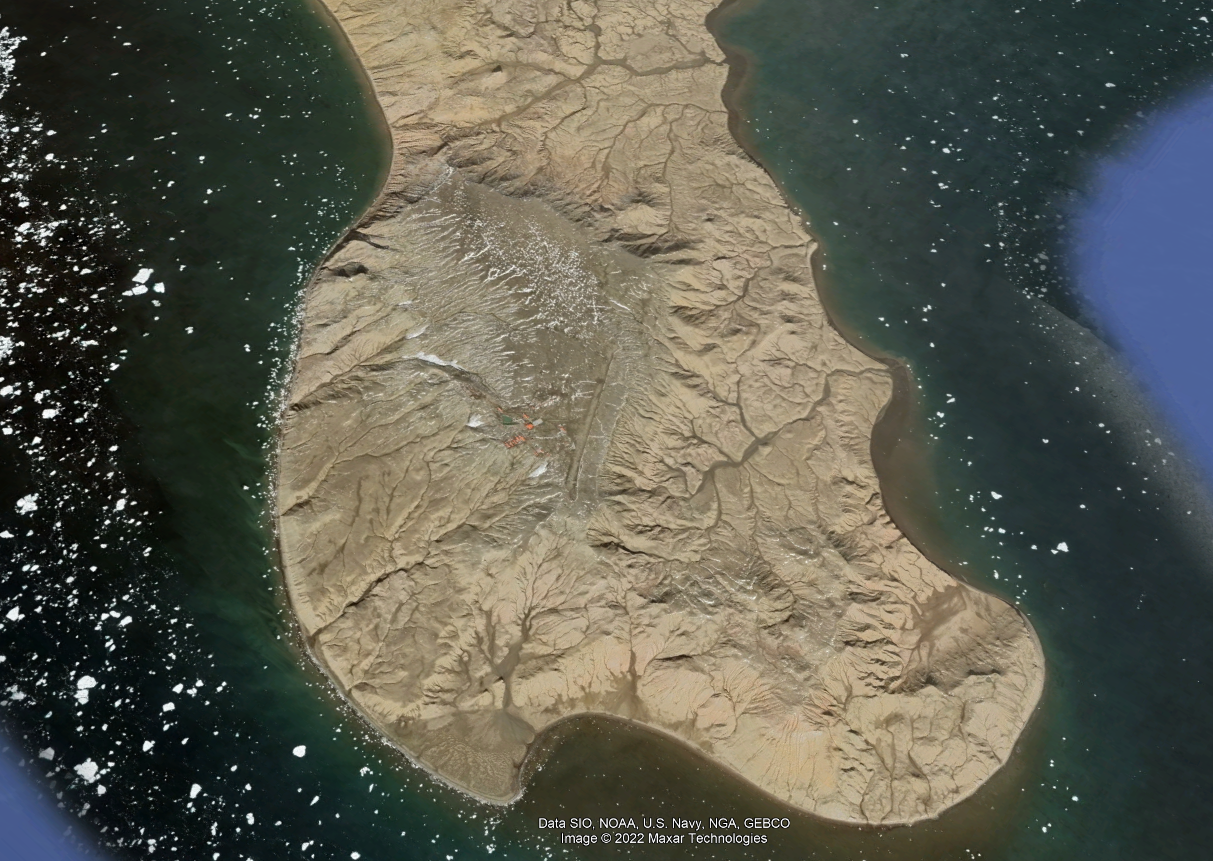 Data SIO, NOAA, U.S. Navy, NGA, GEBCO
Image © 2022 Maxar Technologies